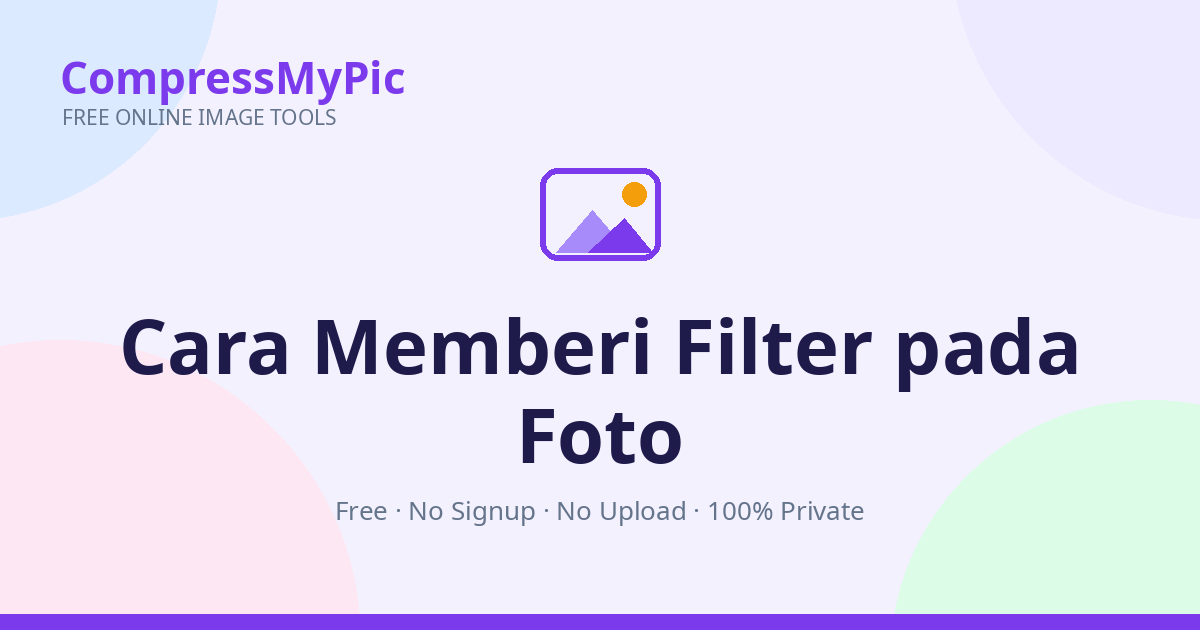 CompressMyPic
FREE ONLINE IMAGE TOOLS
Cara Memberi Filter pada
Foto
Free · No Signup · No Upload · 100% Private